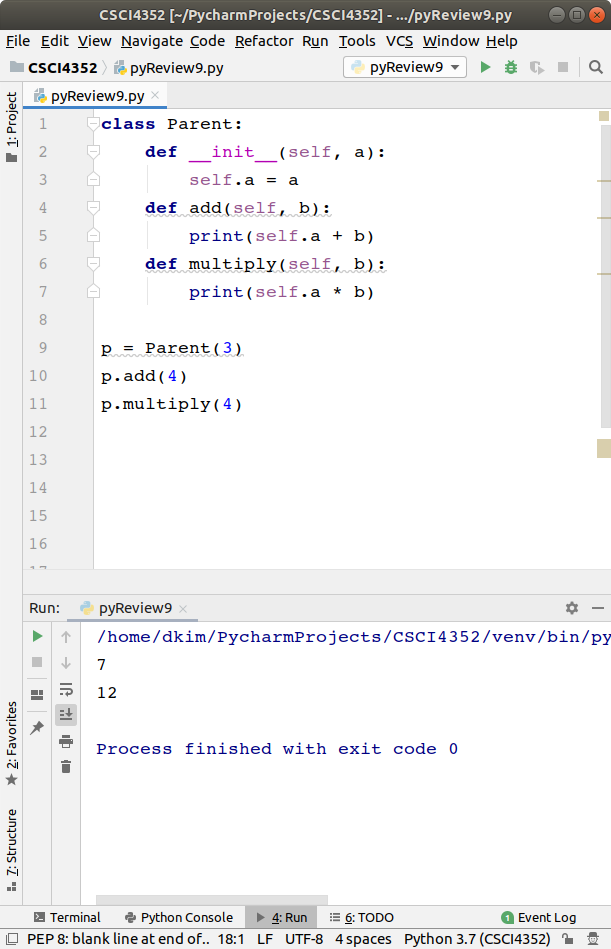 CSCI4352 [~/PycharmProjects/CSCI4352] - .../pyReview9.py
File Edit View Navigate Code Refactor Run Tools VCS Window Help
CSCI4352 pyReview9.py pyReview9
1: Project
pyReview9.py
1 class Parent:
2     def __init__(self, a):
3         self.a = a
4     def add(self, b):
5         print(self.a + b)
6     def multiply(self, b):
7         print(self.a * b)
8
9 p = Parent(3)
10 p.add(4)
11 p.multiply(4)
12
13
14
15
16
17
Run: pyReview9
/home/dkim/PycharmProjects/CSCI4352/venv/bin/py
7
12
Process finished with exit code 0
2: Favorites
7: Structure
Terminal Python Console 4: Run 6: TODO 1 Event Log
PEP 8: blank line at end of.. 18:1 LF UTF-8 4 spaces Python 3.7 (CSCI4352)